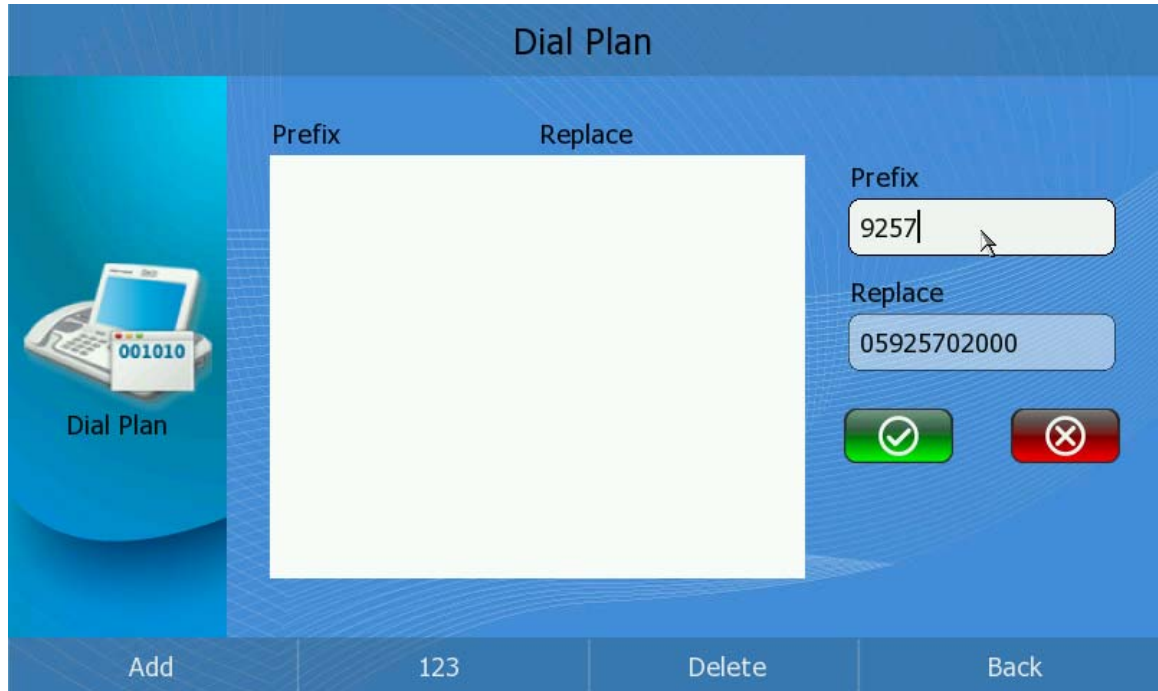 Dial Plan
Prefix Replace
Prefix
9257
Replace
05925702000
001010
Dial Plan
Add 123 Delete Back